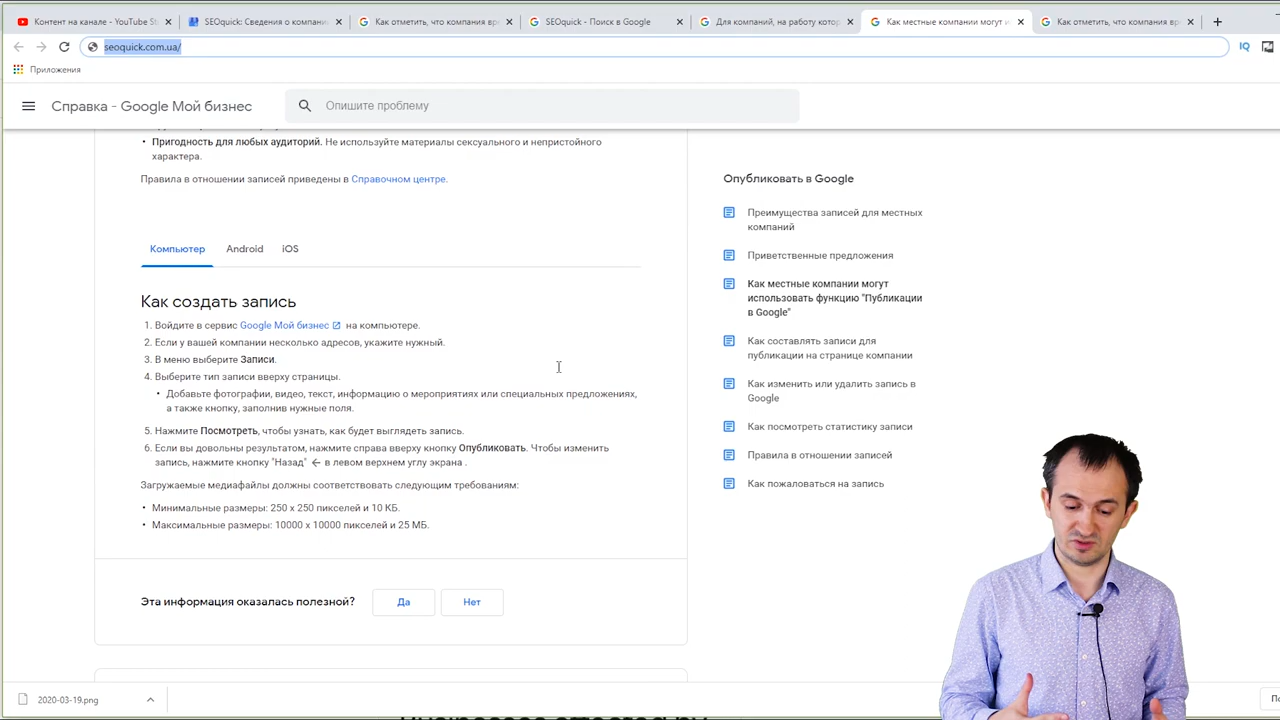 Контент на канале - YouTube St
SEOquick: Сведения о компани
Как отметить, что компания вр
SEOquick - Поиск в Google
Для компаний, на работу котор
Как местные компании могут и
Как отметить, что компания вр
seoquick.com.ua/
IQ
Приложения
Справка - Google Мой бизнес
Опишите проблему
• Пригодность для любых аудиторий. Не используйте материалы сексуального и непристойного
характера.
Правила в отношении записей приведены в Справочном центре.
Компьютер
Android
iOS
Как создать запись
1. Войдите в сервис Google Мой бизнес на компьютере.
2. Если у вашей компании несколько адресов, укажите нужный.
3. В меню выберите Записи.
4. Выберите тип записи вверху страницы.
• Добавьте фотографии, видео, текст, информацию о мероприятиях или специальных предложениях,
а также кнопку, заполнив нужные поля.
5. Нажмите Посмотреть, чтобы узнать, как будет выглядеть запись.
6. Если вы довольны результатом, нажмите справа вверху кнопку Опубликовать. Чтобы изменить
запись, нажмите кнопку "Назад" ← в левом верхнем углу экрана .
Загружаемые медиафайлы должны соответствовать следующим требованиям:
• Минимальные размеры: 250 x 250 пикселей и 10 КБ.
• Максимальные размеры: 10000 x 10000 пикселей и 25 МБ.
Эта информация оказалась полезной?
Да
Нет
Опубликовать в Google
Преимущества записей для местных
компаний
Приветственные предложения
Как местные компании могут
использовать функцию "Публикации
в Google"
Как составлять записи для
публикации на странице компании
Как изменить или удалить запись в
Google
Как посмотреть статистику записи
Правила в отношении записей
Как пожаловаться на запись
2020-03-19.png